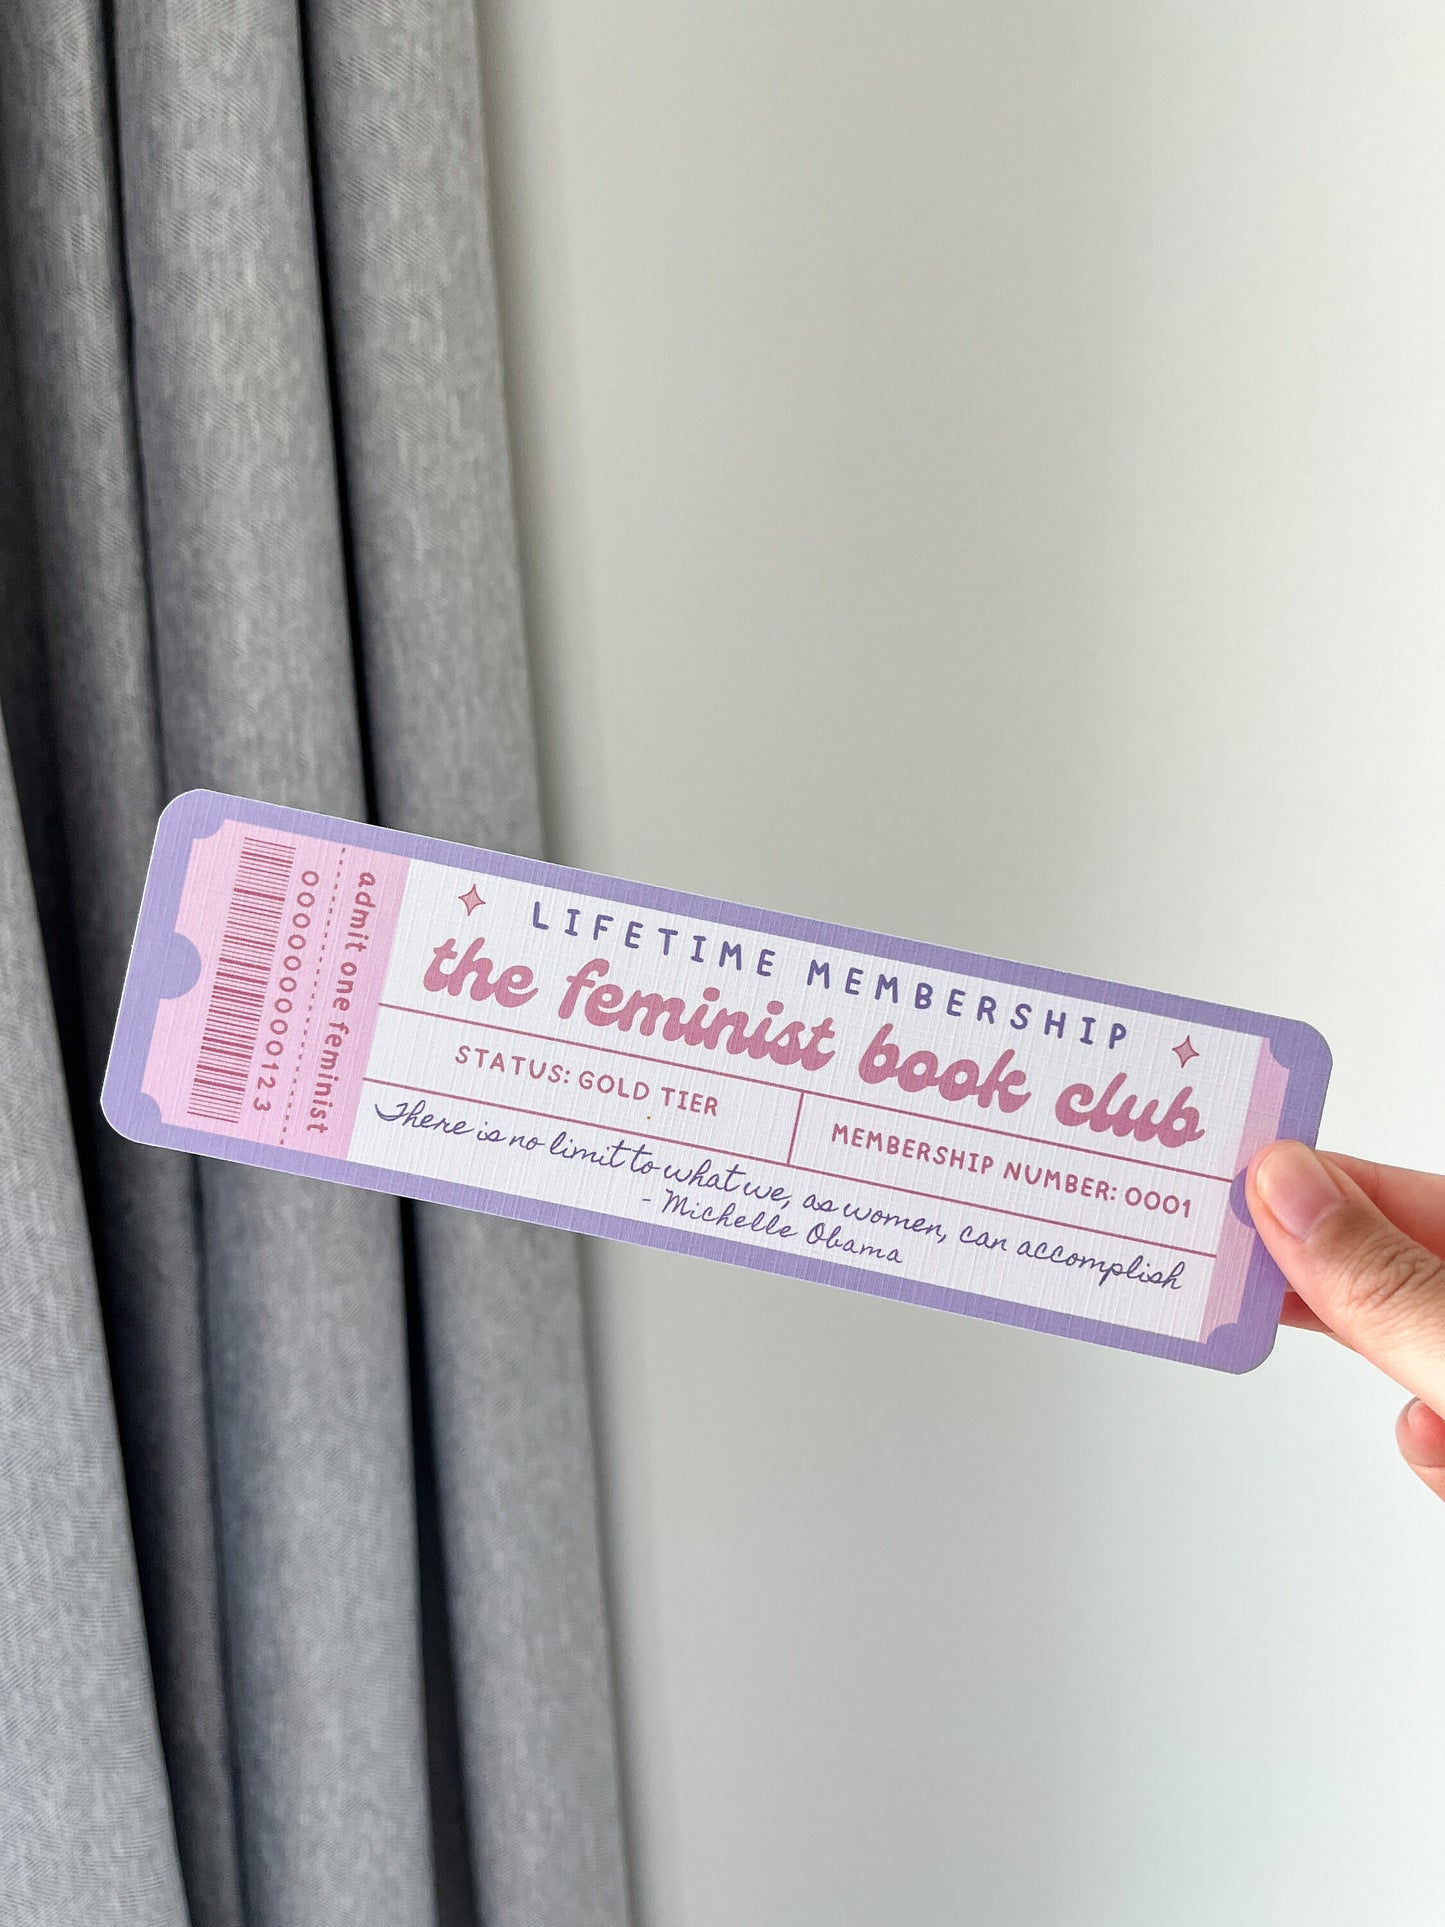 LIFETIME MEMBERSHIP
the feminist book club
STATUS: GOLD TIER
MEMBERSHIP NUMBER: 0001
There is no limit to what we, as women, can accomplish
- Michelle Obama
admit one feminist
0000000000123